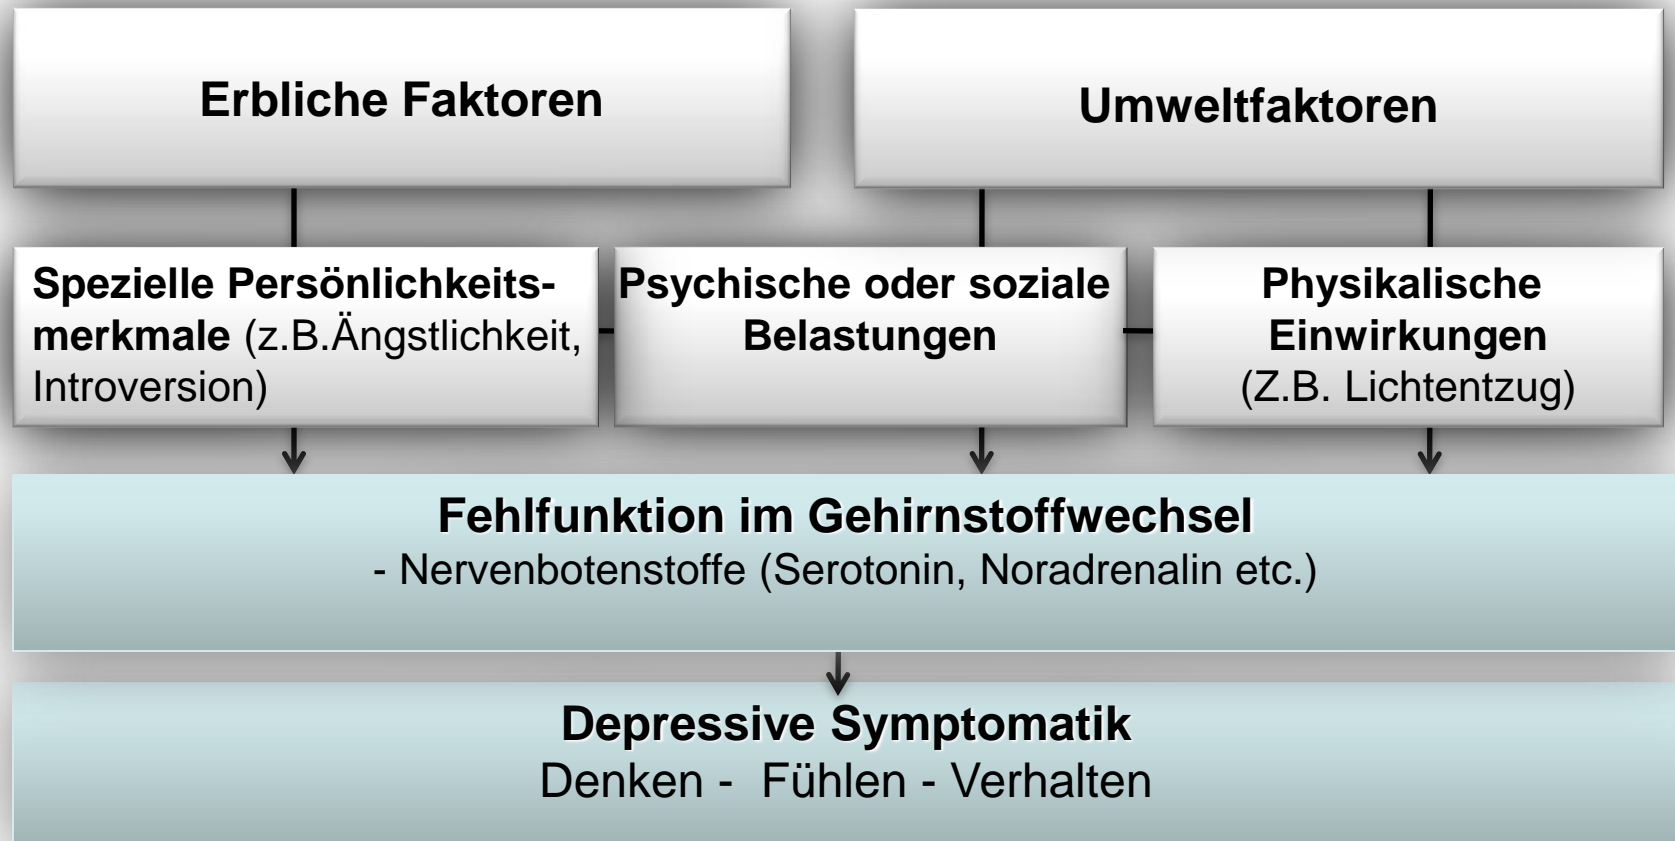 Erbliche Faktoren
Umweltfaktoren
Spezielle Persönlichkeits-
merkmale (z.B.Ängstlichkeit,
Introversion)
Psychische oder soziale
Belastungen
Physikalische
Einwirkungen
(Z.B. Lichtentzug)
Fehlfunktion im Gehirnstoffwechsel
- Nervenbotenstoffe (Serotonin, Noradrenalin etc.)
Depressive Symptomatik
Denken - Fühlen - Verhalten